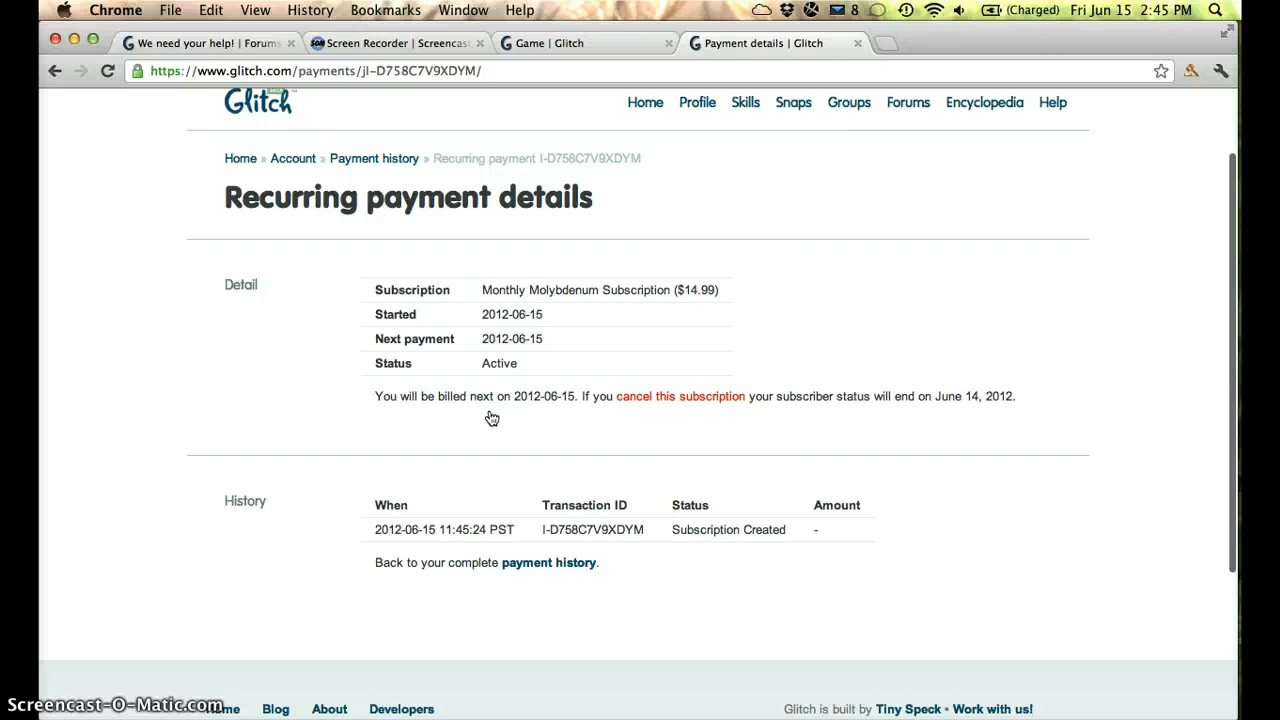 Chrome File Edit View History Bookmarks Window Help 8 (Charged) Fri Jun 15 2:45 PM
We need your help! | Forums Screen Recorder | Screencast Game | Glitch Payment details | Glitch
https://www.glitch.com/payments/jI-D758C7V9XDYM/
Glitch Home Profile Skills Snaps Groups Forums Encyclopedia Help
Home » Account » Payment history » Recurring payment I-D758C7V9XDYM
Recurring payment details
Detail
Subscription Monthly Molybdenum Subscription ($14.99)
Started 2012-06-15
Next payment 2012-06-15
Status Active
You will be billed next on 2012-06-15. If you cancel this subscription your subscriber status will end on June 14, 2012.
History
When Transaction ID Status Amount
2012-06-15 11:45:24 PST I-D758C7V9XDYM Subscription Created -
Back to your complete payment history.
Screencast-O-Matic.com
Home Blog About Developers Glitch is built by Tiny Speck • Work with us!